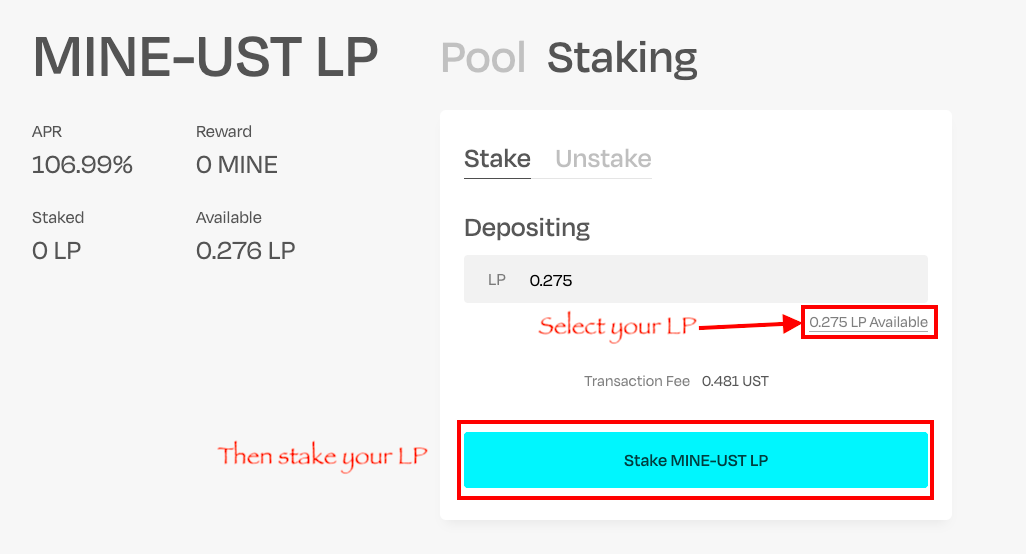 MINE-UST LP
Pool Staking
APR Reward
106.99% 0 MINE
Staked Available
0 LP 0.276 LP
Stake Unstake
Depositing
LP 0.275
Select your LP
0.275 LP Available
Transaction Fee 0.481 UST
Then stake your LP
Stake MINE-UST LP